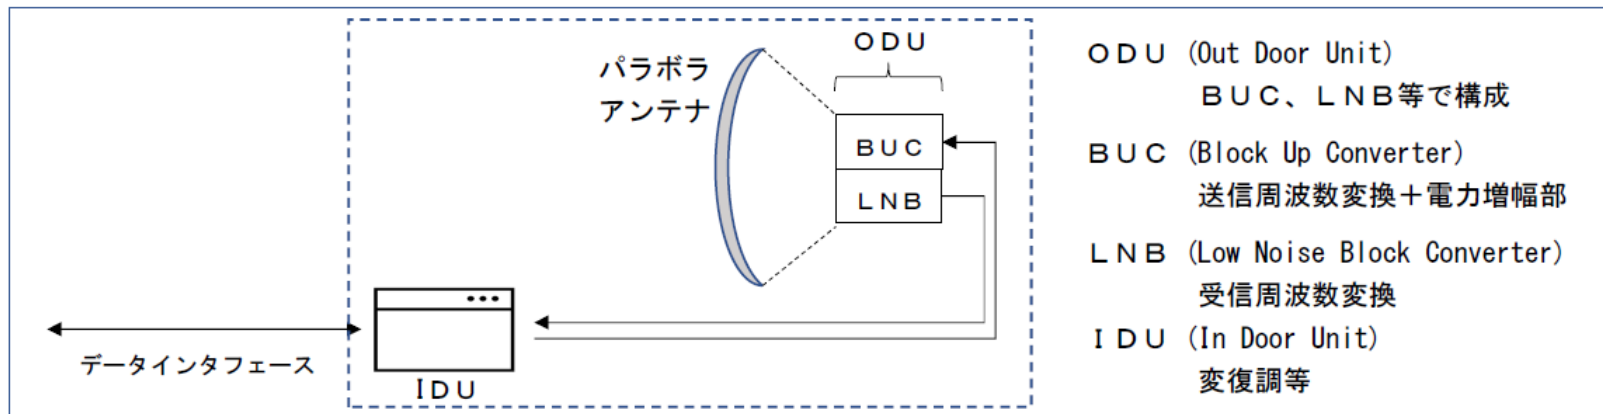 ODU
パラボラ
アンテナ
BUC
LNB
データインタフェース
IDU
ODU (Out Door Unit)
BUC、LNB等で構成
BUC (Block Up Converter)
送信周波数変換+電力増幅部
LNB (Low Noise Block Converter)
受信周波数変換
IDU (In Door Unit)
変復調等